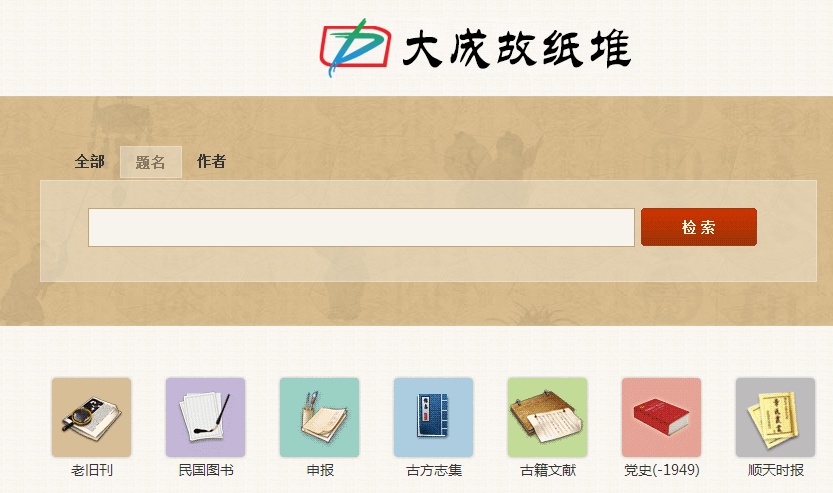 大成故纸堆
全部 题名 作者
检索
老旧刊 民国图书 申报 古方志集 古籍文献 党史(-1949) 顺天时报